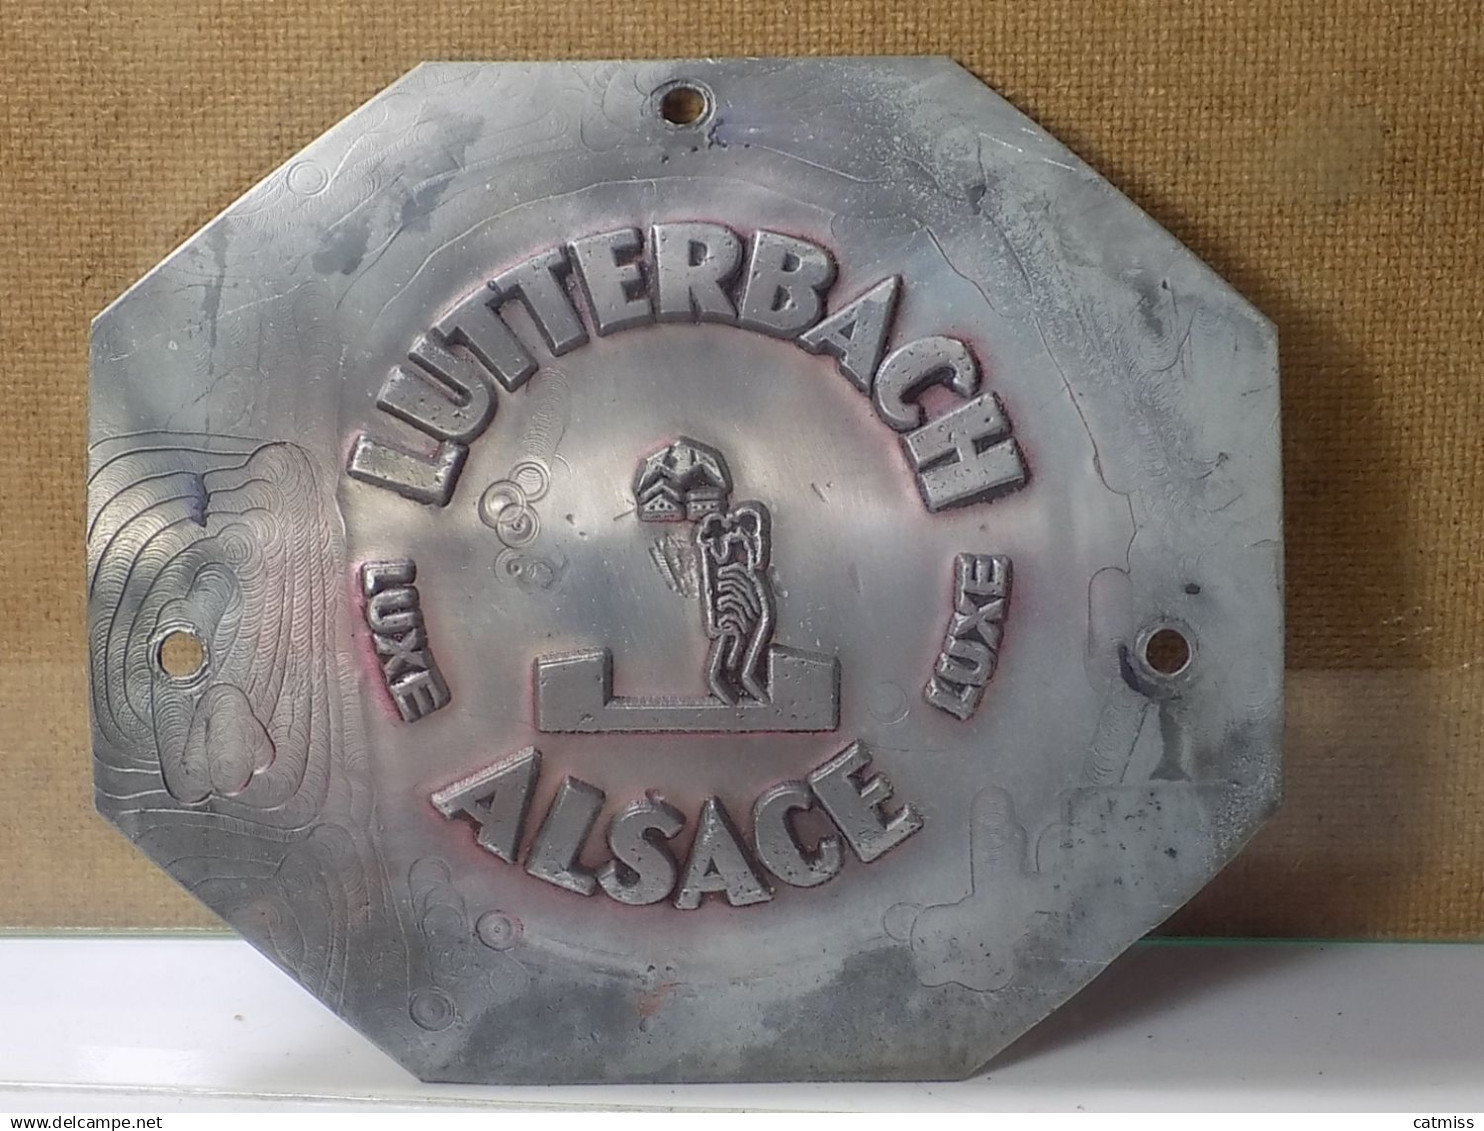 LUTTERBACH
LUXE
LUXE
ALSACE
www.delcampe.net
catmiss